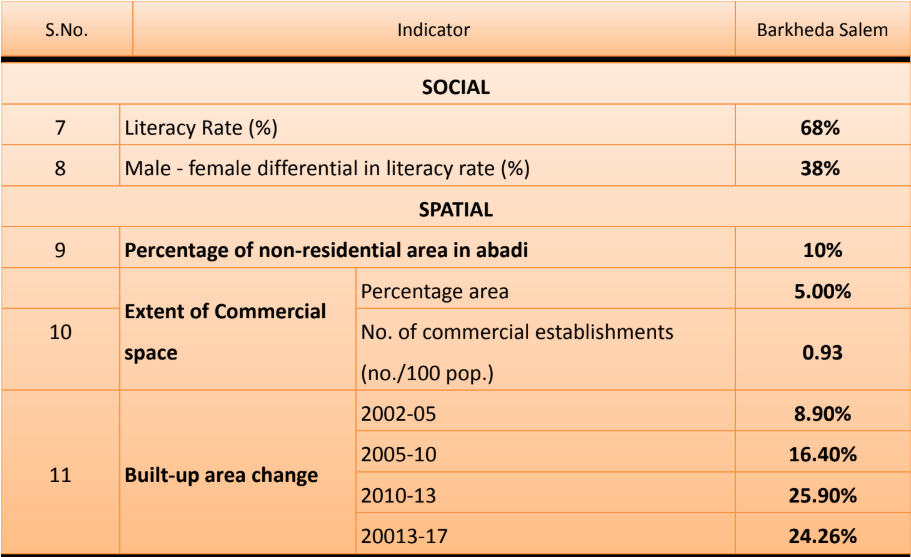 S.No. Indicator Barkheda Salem
SOCIAL
7 Literacy Rate (%) 68%
8 Male - female differential in literacy rate (%) 38%
SPATIAL
9 Percentage of non-residential area in abadi 10%
10 Extent of Commercial
space
Percentage area 5.00%
No. of commercial establishments
(no./100 pop.) 0.93
11 Built-up area change
2002-05 8.90%
2005-10 16.40%
2010-13 25.90%
20013-17 24.26%